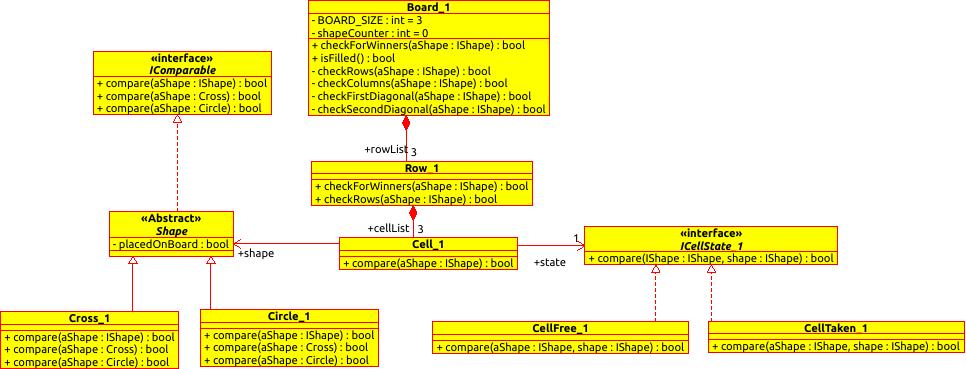 Board_1
- BOARD_SIZE : int = 3
- shapeCounter : int = 0
+ checkForWinners(aShape : IShape) : bool
+ isFilled() : bool
- checkRows(aShape : IShape) : bool
- checkColumns(aShape : IShape) : bool
- checkFirstDiagonal(aShape : IShape) : bool
- checkSecondDiagonal(aShape : IShape) : bool
«interface»
IComparable
+ compare(aShape : IShape) : bool
+ compare(aShape : Cross) : bool
+ compare(aShape : Circle) : bool
+rowList
3
Row_1
+ checkForWinners(aShape : IShape) : bool
+ checkRows(aShape : IShape) : bool
+cellList
3
«Abstract»
Shape
- placedOnBoard : bool
+shape
Cell_1
+ compare(aShape : IShape) : bool
1
+state
«interface»
ICellState_1
+ compare(IShape : IShape, shape : IShape) : bool
Cross_1
+ compare(aShape : IShape) : bool
+ compare(aShape : Cross) : bool
+ compare(aShape : Circle) : bool
Circle_1
+ compare(aShape : IShape) : bool
+ compare(aShape : Cross) : bool
+ compare(aShape : Circle) : bool
CellFree_1
+ compare(aShape : IShape, shape : IShape) : bool
CellTaken_1
+ compare(aShape : IShape, shape : IShape) : bool